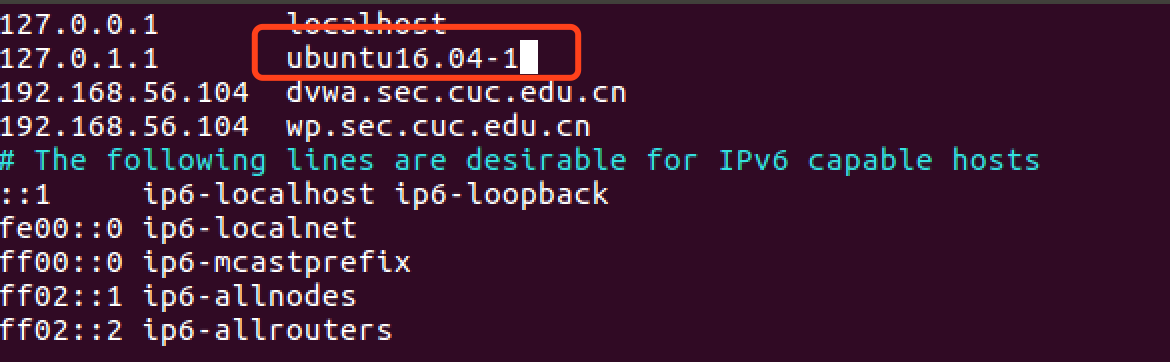 127.0.0.1 localhost
127.0.1.1 ubuntu16.04-1
192.168.56.104 dvwa.sec.cuc.edu.cn
192.168.56.104 wp.sec.cuc.edu.cn
# The following lines are desirable for IPv6 capable hosts
::1 ip6-localhost ip6-loopback
fe00::0 ip6-localnet
ff00::0 ip6-mcastprefix
ff02::1 ip6-allnodes
ff02::2 ip6-allrouters